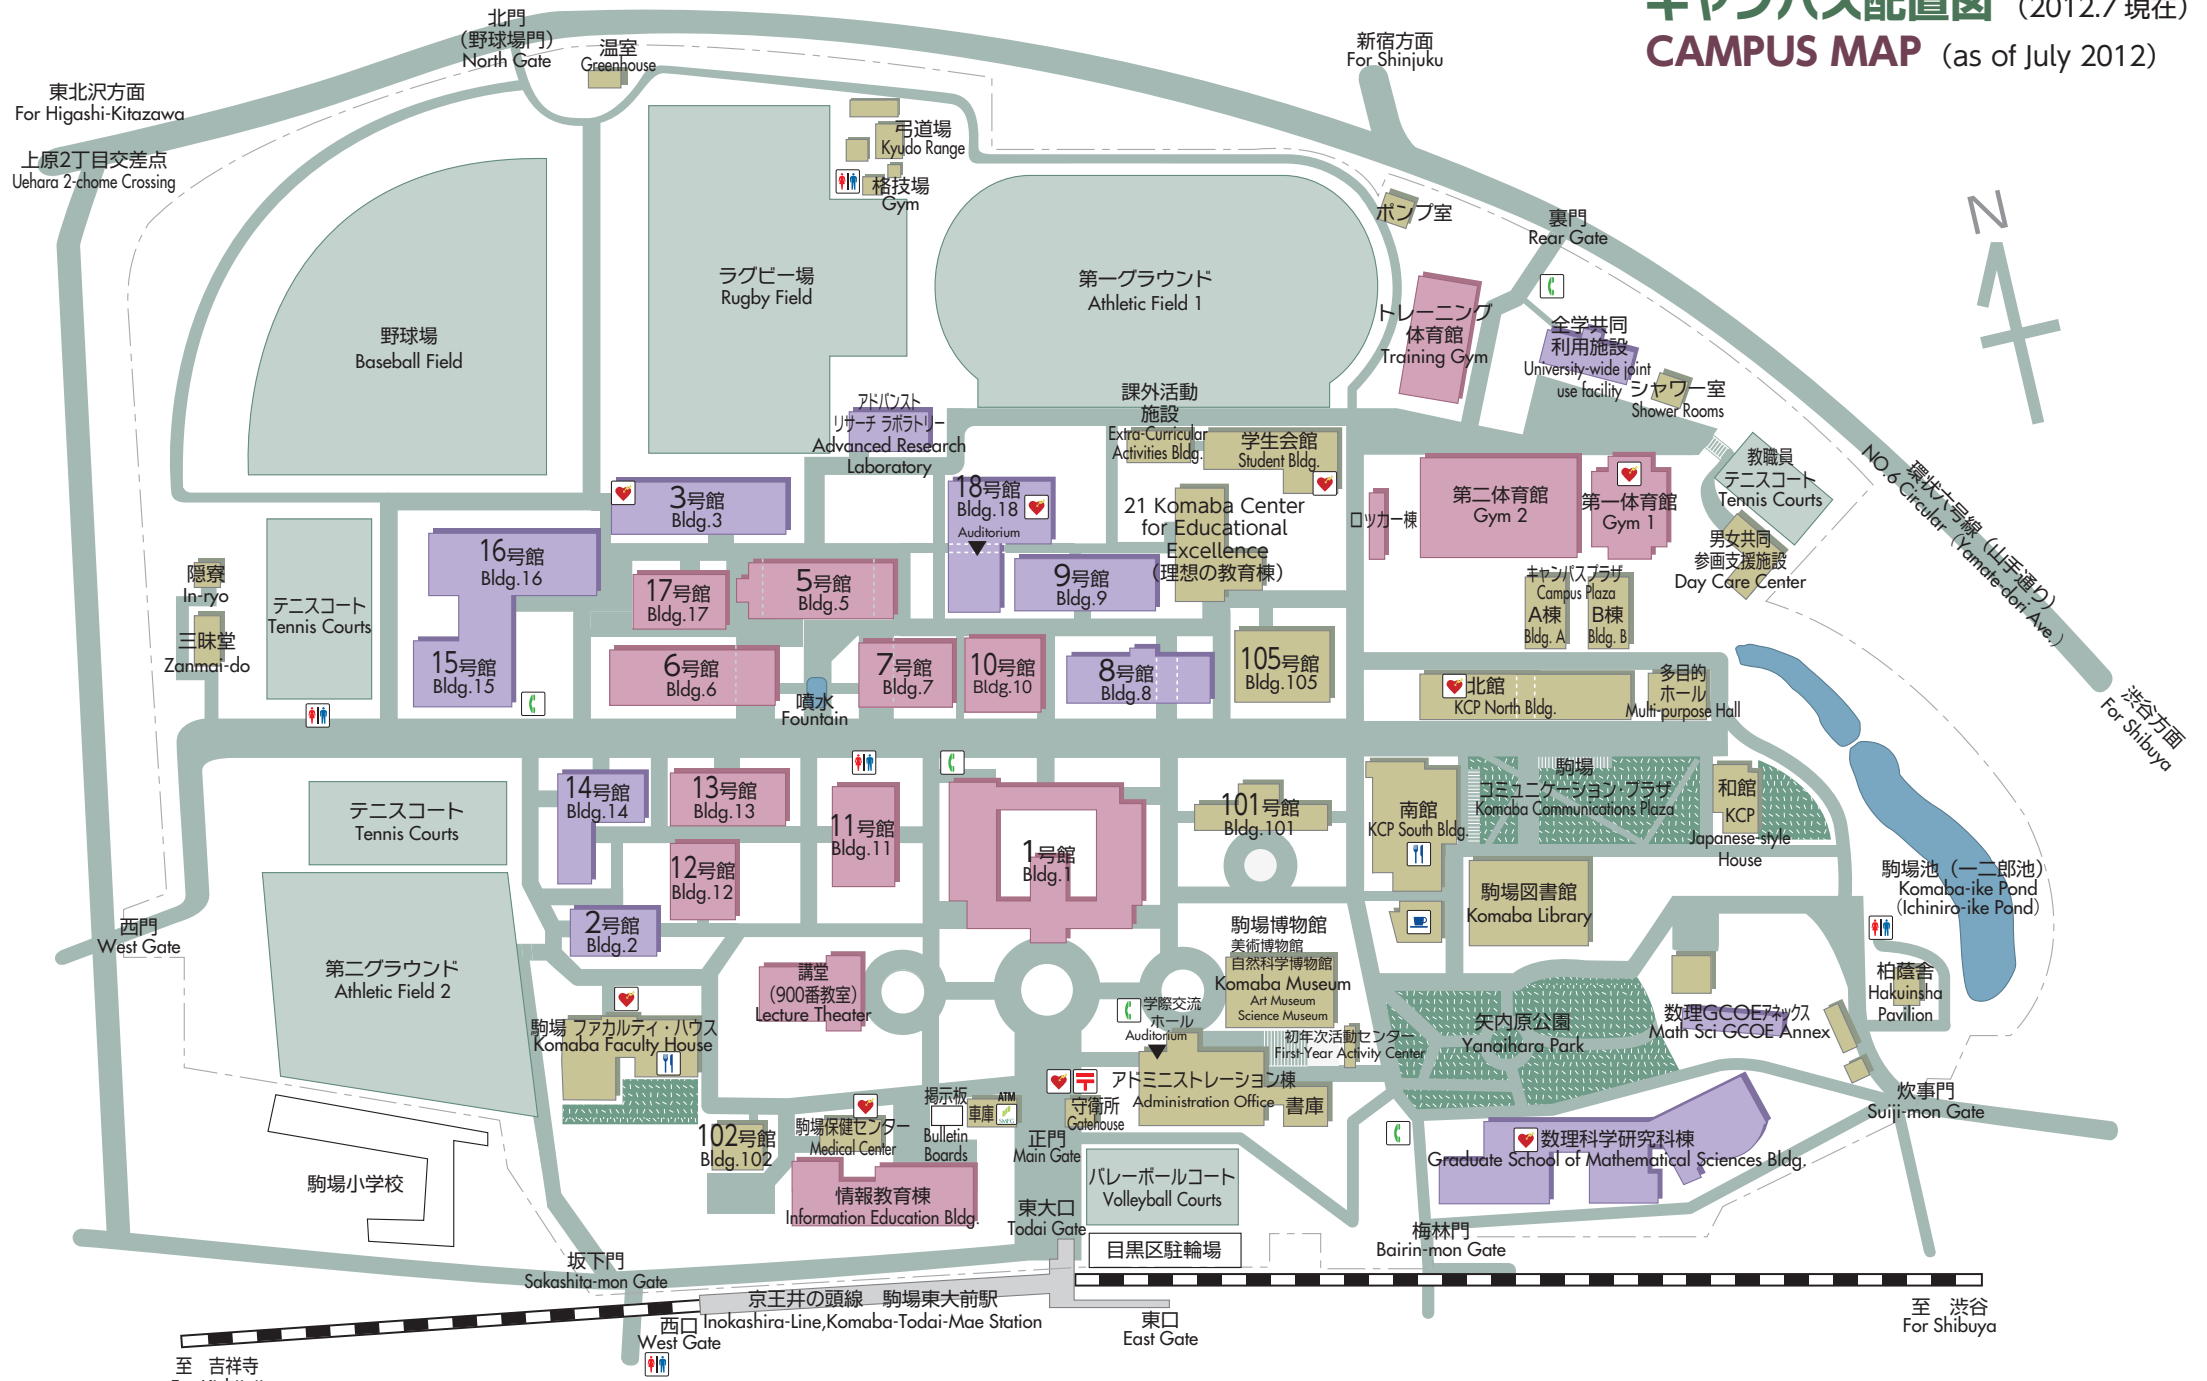 キャンパス配置図（2012.7 現在）
CAMPUS MAP（as of July 2012）
北門
（野球場門）
North Gate
温室
Greenhouse
新宿方面
For Shinjuku
東北沢方面
For Higashi-Kitazawa
上原2丁目交差点
Uehara 2-chome Crossing
弓道場
Kyudo Range
格技場
Gym
ポンプ室
裏門
Rear Gate
N
野球場
Baseball Field
ラグビー場
Rugby Field
第一グラウンド
Athletic Field 1
トレーニング
体育館
Training Gym
全学共同
利用施設
University-wide joint
use facility
シャワー室
Shower Rooms
アドバンスト
リサーチ ラボラトリー
Advanced Research
Laboratory
課外活動
施設
Extra-Curricular
Activities Bldg.
学生会館
Student Bldg.
教職員
テニスコート
Tennis Courts
環状六号線（山手通り）
NO.6 Circular（Yamate-dori Ave.）
3号館
Bldg.3
18号館
Bldg.18
Auditorium
21 Komaba Center
for Educational
Excellence
（理想の教育棟）
ロッカー棟
第二体育館
Gym 2
第一体育館
Gym 1
男女共同
参画支援施設
Day Care Center
隠寮
In-ryo
三昧堂
Zanmai-do
テニスコート
Tennis Courts
16号館
Bldg.16
17号館
Bldg.17
5号館
Bldg.5
9号館
Bldg.9
キャンパスプラザ
Campus Plaza
A棟
Bldg. A
B棟
Bldg. B
15号館
Bldg.15
6号館
Bldg.6
噴水
Fountain
7号館
Bldg.7
10号館
Bldg.10
8号館
Bldg.8
105号館
Bldg.105
北館
KCP North Bldg.
多目的
ホール
Multi-purpose Hall
渋谷方面
For Shibuya
テニスコート
Tennis Courts
14号館
Bldg.14
13号館
Bldg.13
12号館
Bldg.12
11号館
Bldg.11
1号館
Bldg.1
101号館
Bldg.101
南館
KCP South Bldg.
駒場
コミュニケーション・プラザ
Komaba Communications Plaza
和館
KCP
Japanese-style
House
駒場図書館
Komaba Library
駒場池（一二郎池）
Komaba-ike Pond
（Ichiniro-ike Pond）
西門
West Gate
2号館
Bldg.2
第二グラウンド
Athletic Field 2
講堂
（900番教室）
Lecture Theater
駒場博物館
美術博物館
自然科学博物館
Komaba Museum
Art Museum
Science Museum
学際交流
ホール
Auditorium
初年次活動センター
First-Year Activity Center
矢内原公園
Yanaihara Park
数理GCOEアネックス
Math Sci GCOE Annex
柏蔭舎
Hakuinsha
Pavilion
駒場 ファカルティ・ハウス
Komaba Faculty House
アドミニストレーション棟
Administration Office
書庫
守衛所
Gatehouse
掲示板
Bulletin
Boards
車庫
ATM
SMFG
正門
Main Gate
102号館
Bldg.102
駒場保健センター
Medical Center
情報教育棟
Information Education Bldg.
バレーボールコート
Volleyball Courts
数理科学研究科棟
Graduate School of Mathematical Sciences Bldg.
炊事門
Suiji-mon Gate
駒場小学校
東大口
Todai Gate
目黒区駐輪場
梅林門
Bairin-mon Gate
坂下門
Sakashita-mon Gate
京王井の頭線　駒場東大前駅
Inokashira-Line,Komaba-Todai-Mae Station
西口
West Gate
東口
East Gate
至　渋谷
For Shibuya
至　吉祥寺